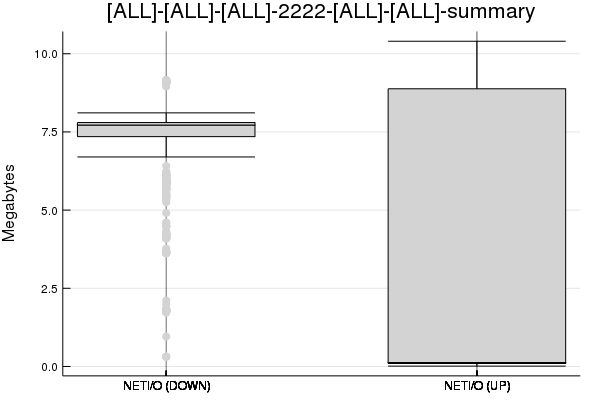 [ALL]-[ALL]-[ALL]-2222-[ALL]-[ALL]-summary
Megabytes
10.0
7.5
5.0
2.5
0.0
NETI/O (DOWN)
NETI/O (UP)